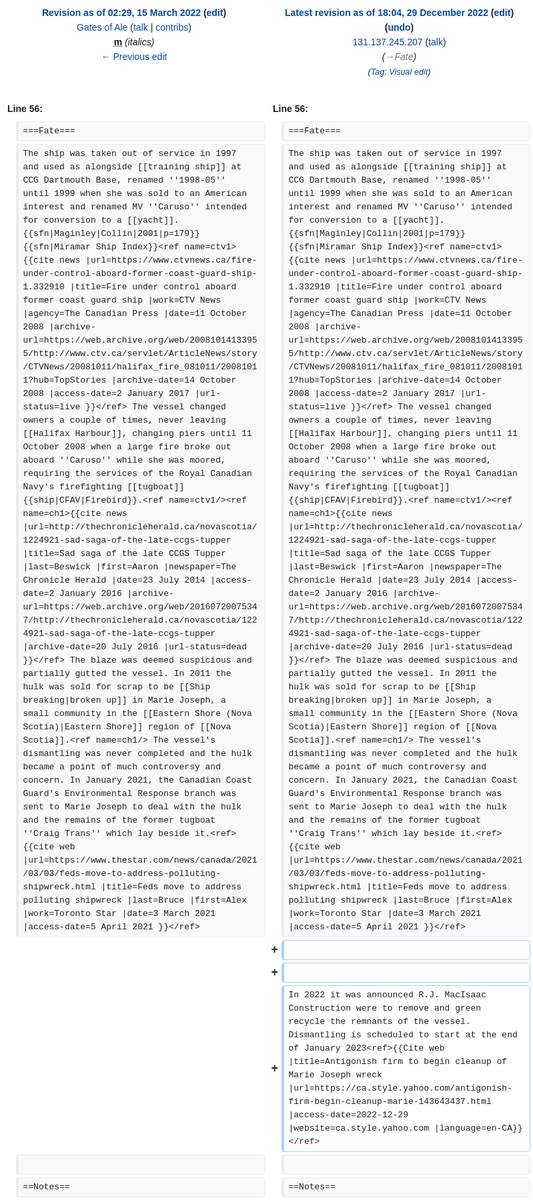 Revision as of 02:29, 15 March 2022 (edit)
Gates of Ale (talk | contribs)
m (italics)
← Previous edit
Latest revision as of 18:04, 29 December 2022 (edit)
(undo)
131.137.245.207 (talk)
(→Fate)
(Tag: Visual edit)
Line 56:
Line 56:
===Fate===
===Fate===
The ship was taken out of service in 1997
and used as alongside [[training ship]] at
CCG Dartmouth Base, renamed ''1998-05''
until 1999 when she was sold to an American
interest and renamed MV ''Caruso'' intended
for conversion to a [[yacht]].
{{sfn|Maginley|Collin|2001|p=179}}
{{sfn|Miramar Ship Index}}<ref name=ctv1>
{{cite news |url=https://www.ctvnews.ca/fire-
under-control-aboard-former-coast-guard-ship-
1.332910 |title=Fire under control aboard
former coast guard ship |work=CTV News
|agency=The Canadian Press |date=11 October
2008 |archive-
url=https://web.archive.org/web/2008101413395
5/http://www.ctv.ca/servlet/ArticleNews/story
/CTVNews/20081011/halifax_fire_081011/2008101
1?hub=TopStories |archive-date=14 October
2008 |access-date=2 January 2017 |url-
status=live }}</ref> The vessel changed
owners a couple of times, never leaving
[[Halifax Harbour]], changing piers until 11
October 2008 when a large fire broke out
aboard ''Caruso'' while she was moored,
requiring the services of the Royal Canadian
Navy's firefighting [[tugboat]]
{{ship|CFAV|Firebird}}.<ref name=ctv1/><ref
name=ch1>{{cite news
|url=http://thechronicleherald.ca/novascotia/
1224921-sad-saga-of-the-late-ccgs-tupper
|title=Sad saga of the late CCGS Tupper
|last=Beswick |first=Aaron |newspaper=The
Chronicle Herald |date=23 July 2014 |access-
date=2 January 2016 |archive-
url=https://web.archive.org/web/2016072007534
7/http://thechronicleherald.ca/novascotia/122
4921-sad-saga-of-the-late-ccgs-tupper
|archive-date=20 July 2016 |url-status=dead
}}</ref> The blaze was deemed suspicious and
partially gutted the vessel. In 2011 the
hulk was sold for scrap to be [[Ship
breaking|broken up]] in Marie Joseph, a
small community in the [[Eastern Shore (Nova
Scotia)|Eastern Shore]] region of [[Nova
Scotia]].<ref name=ch1/> The vessel's
dismantling was never completed and the hulk
became a point of much controversy and
concern. In January 2021, the Canadian Coast
Guard's Environmental Response branch was
sent to Marie Joseph to deal with the hulk
and the remains of the former tugboat
''Craig Trans'' which lay beside it.<ref>
{{cite web
|url=https://www.thestar.com/news/canada/2021
/03/03/feds-move-to-address-polluting-
shipwreck.html |title=Feds move to address
polluting shipwreck |last=Bruce |first=Alex
|work=Toronto Star |date=3 March 2021
|access-date=5 April 2021 }}</ref>
The ship was taken out of service in 1997
and used as alongside [[training ship]] at
CCG Dartmouth Base, renamed ''1998-05''
until 1999 when she was sold to an American
interest and renamed MV ''Caruso'' intended
for conversion to a [[yacht]].
{{sfn|Maginley|Collin|2001|p=179}}
{{sfn|Miramar Ship Index}}<ref name=ctv1>
{{cite news |url=https://www.ctvnews.ca/fire-
under-control-aboard-former-coast-guard-ship-
1.332910 |title=Fire under control aboard
former coast guard ship |work=CTV News
|agency=The Canadian Press |date=11 October
2008 |archive-
url=https://web.archive.org/web/2008101413395
5/http://www.ctv.ca/servlet/ArticleNews/story
/CTVNews/20081011/halifax_fire_081011/2008101
1?hub=TopStories |archive-date=14 October
2008 |access-date=2 January 2017 |url-
status=live }}</ref> The vessel changed
owners a couple of times, never leaving
[[Halifax Harbour]], changing piers until 11
October 2008 when a large fire broke out
aboard ''Caruso'' while she was moored,
requiring the services of the Royal Canadian
Navy's firefighting [[tugboat]]
{{ship|CFAV|Firebird}}.<ref name=ctv1/><ref
name=ch1>{{cite news
|url=http://thechronicleherald.ca/novascotia/
1224921-sad-saga-of-the-late-ccgs-tupper
|title=Sad saga of the late CCGS Tupper
|last=Beswick |first=Aaron |newspaper=The
Chronicle Herald |date=23 July 2014 |access-
date=2 January 2016 |archive-
url=https://web.archive.org/web/2016072007534
7/http://thechronicleherald.ca/novascotia/122
4921-sad-saga-of-the-late-ccgs-tupper
|archive-date=20 July 2016 |url-status=dead
}}</ref> The blaze was deemed suspicious and
partially gutted the vessel. In 2011 the
hulk was sold for scrap to be [[Ship
breaking|broken up]] in Marie Joseph, a
small community in the [[Eastern Shore (Nova
Scotia)|Eastern Shore]] region of [[Nova
Scotia]].<ref name=ch1/> The vessel's
dismantling was never completed and the hulk
became a point of much controversy and
concern. In January 2021, the Canadian Coast
Guard's Environmental Response branch was
sent to Marie Joseph to deal with the hulk
and the remains of the former tugboat
''Craig Trans'' which lay beside it.<ref>
{{cite web
|url=https://www.thestar.com/news/canada/2021
/03/03/feds-move-to-address-polluting-
shipwreck.html |title=Feds move to address
polluting shipwreck |last=Bruce |first=Alex
|work=Toronto Star |date=3 March 2021
|access-date=5 April 2021 }}</ref>
+
+
+
In 2022 it was announced R.J. MacIsaac
Construction were to remove and green
recycle the remnants of the vessel.
Dismantling is scheduled to start at the end
of January 2023<ref>{{Cite web
|title=Antigonish firm to begin cleanup of
Marie Joseph wreck
|url=https://ca.style.yahoo.com/antigonish-
firm-begin-cleanup-marie-143643437.html
|access-date=2022-12-29
|website=ca.style.yahoo.com |language=en-CA}}
</ref>
==Notes==
==Notes==